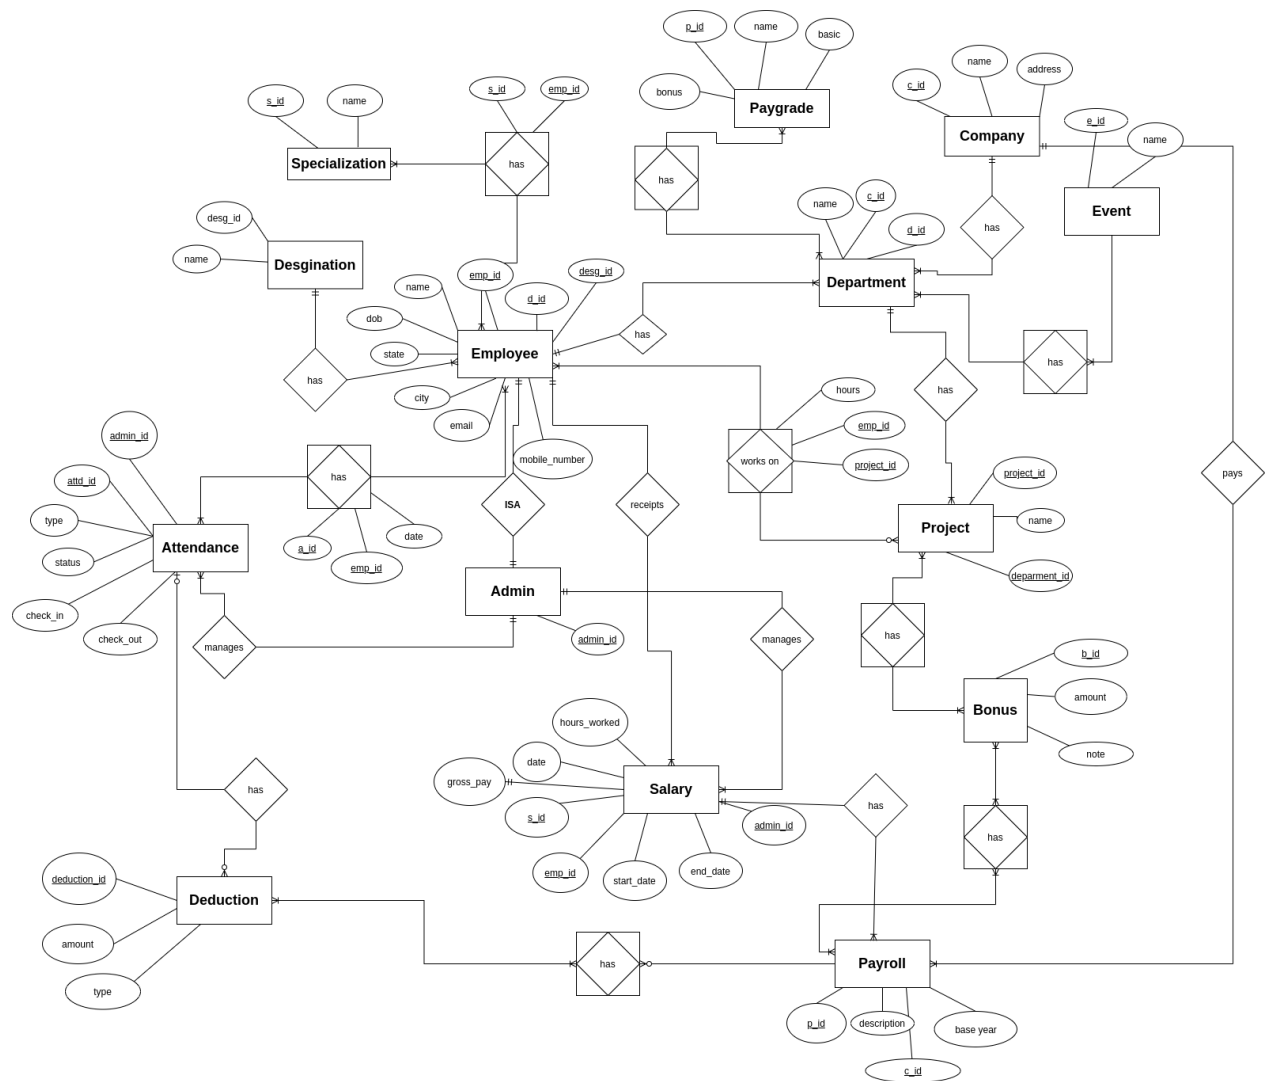 p_id
name
basic
bonus
Paygrade
has
c_id
name
address
Company
e_id
name
Event
has
s_id
name
Specialization
s_id
emp_id
has
desg_id
name
Desgination
has
name
c_id
d_id
Department
has
has
has
name
emp_id
d_id
desg_id
dob
state
city
email
mobile_number
Employee
hours
emp_id
project_id
works on
pays
admin_id
attd_id
type
status
check_in
check_out
Attendance
has
a_id
emp_id
date
ISA
receipts
project_id
name
deparment_id
Project
Admin
admin_id
manages
manages
has
b_id
amount
note
Bonus
hours_worked
date
gross_pay
s_id
emp_id
start_date
end_date
admin_id
Salary
has
has
has
deduction_id
amount
type
Deduction
has
Payroll
p_id
description
base year
c_id